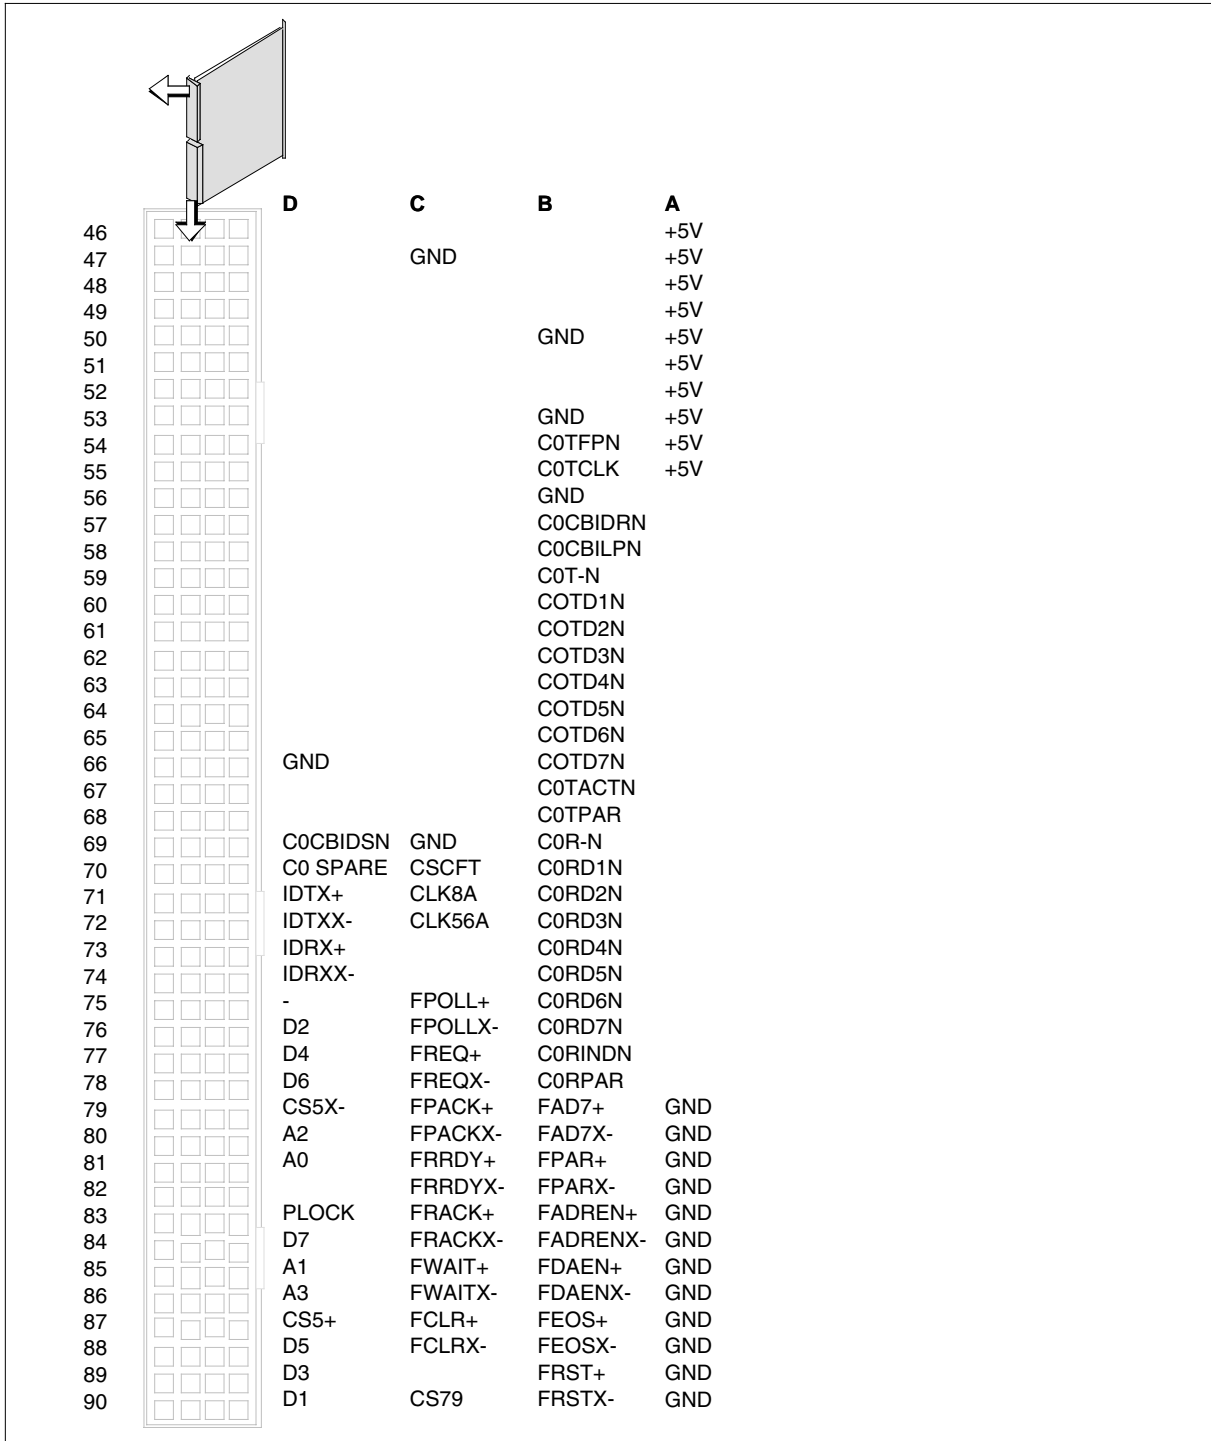 D C B A
46 +5V
47 GND +5V
48 +5V
49 +5V
50 GND +5V
51 +5V
52 +5V
53 GND +5V
54 C0TFPN +5V
55 C0TCLK +5V
56 GND
57 C0CBIDRN
58 C0CBILPN
59 C0T-N
60 COTD1N
61 COTD2N
62 COTD3N
63 COTD4N
64 COTD5N
65 COTD6N
66 GND COTD7N
67 C0TACTN
68 C0TPAR
69 C0CBIDSN GND C0R-N
70 C0 SPARE CSCFT C0RD1N
71 IDTX+ CLK8A C0RD2N
72 IDTXX- CLK56A C0RD3N
73 IDRX+ C0RD4N
74 IDRXX- C0RD5N
75 - FPOLL+ C0RD6N
76 D2 FPOLLX- C0RD7N
77 D4 FREQ+ C0RINDN
78 D6 FREQX- C0RPAR
79 CS5X- FPACK+ FAD7+ GND
80 A2 FPACKX- FAD7X- GND
81 A0 FRRDY+ FPAR+ GND
82 FRRDYX- FPARX- GND
83 PLOCK FRACK+ FADREN+ GND
84 D7 FRACKX- FADRENX- GND
85 A1 FWAIT+ FDAEN+ GND
86 A3 FWAITX- FDAENX- GND
87 CS5+ FCLR+ FEOS+ GND
88 D5 FCLRX- FEOSX- GND
89 D3 FRST+ GND
90 D1 CS79 FRSTX- GND